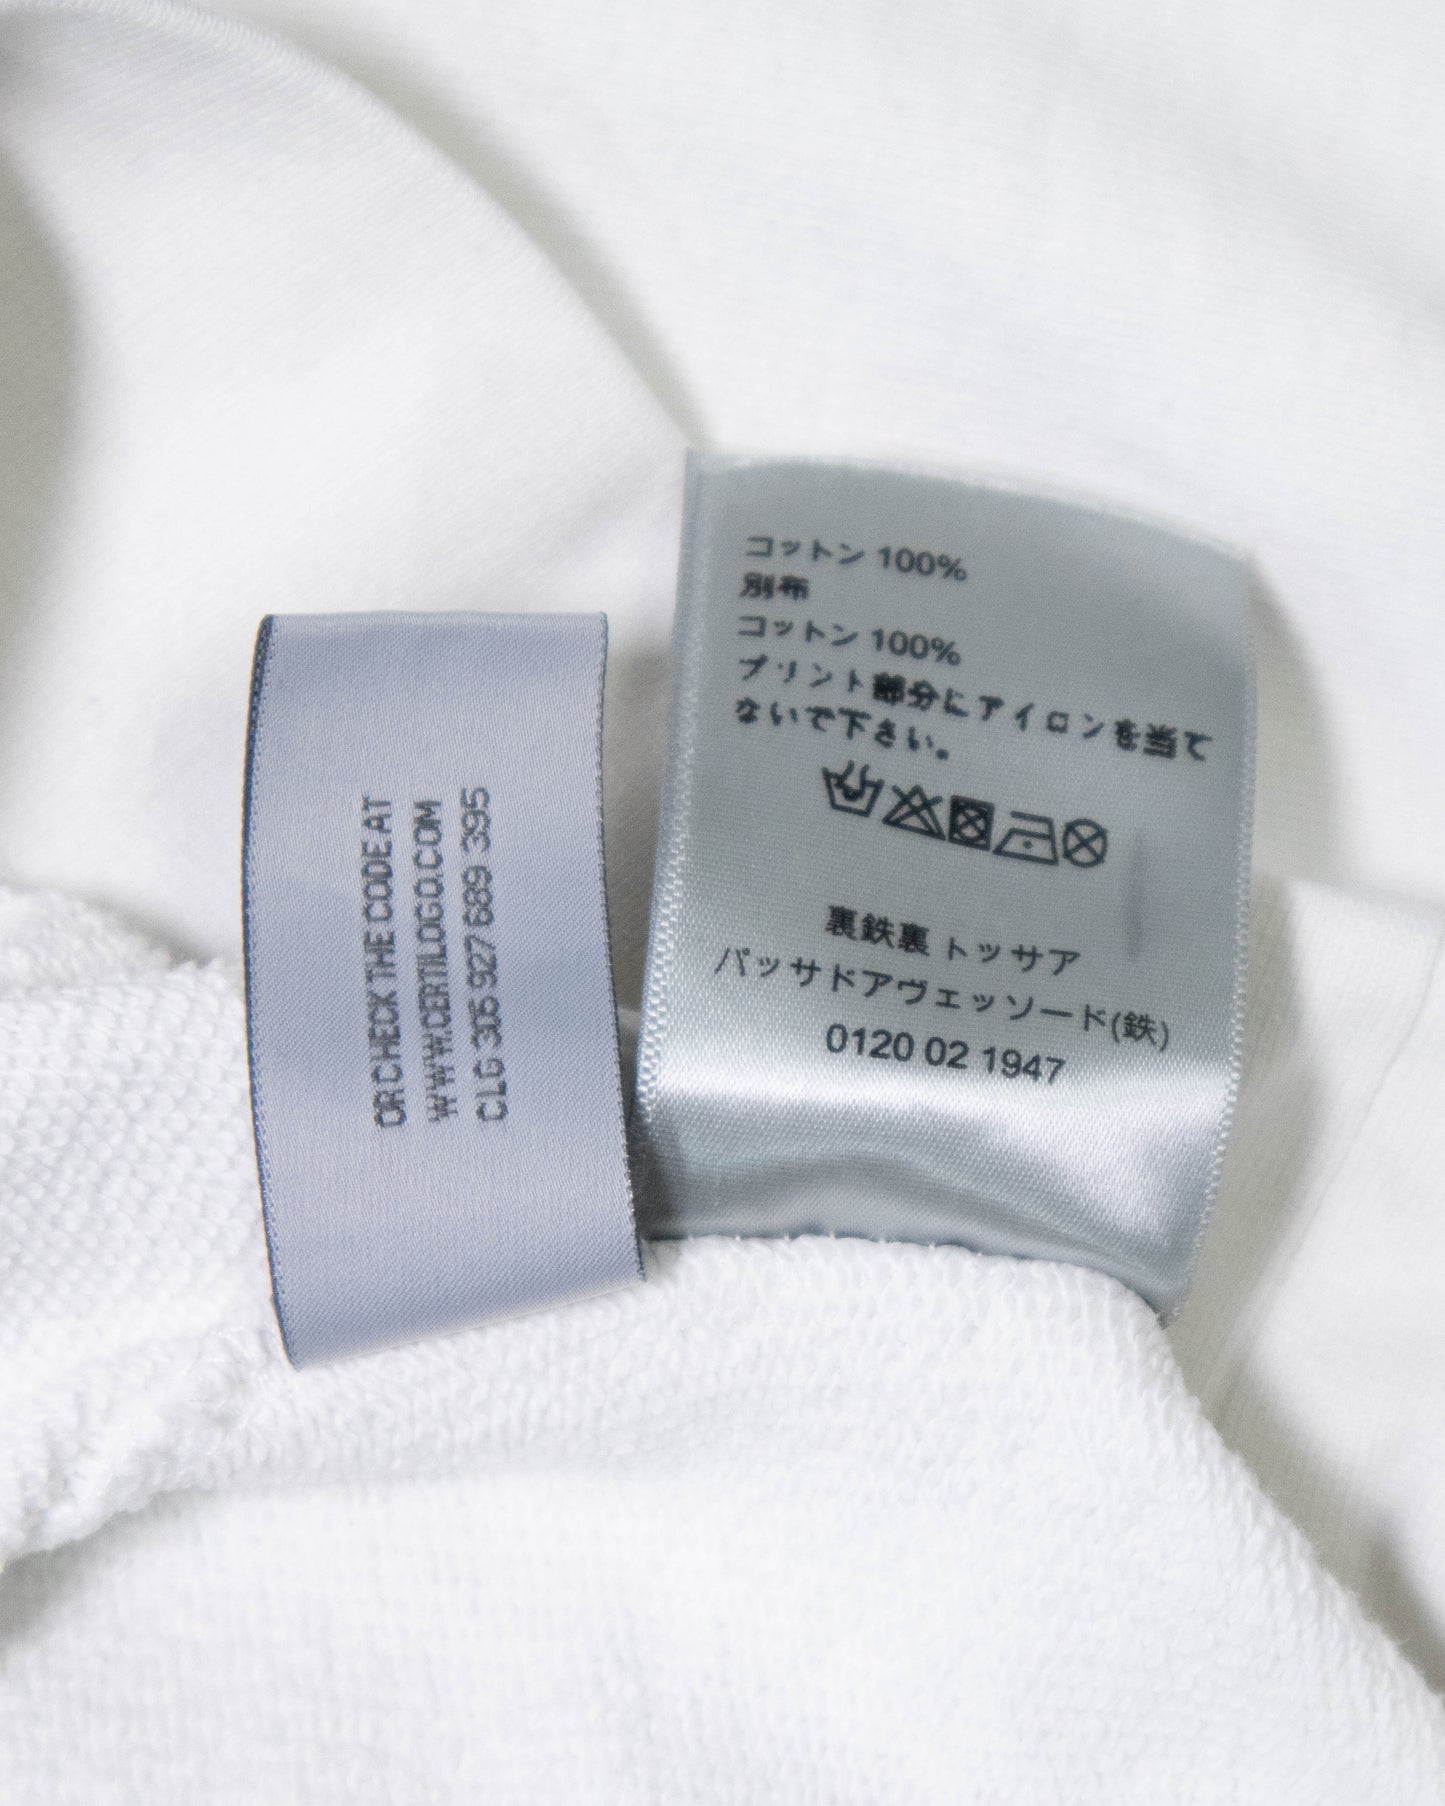 OR CHECK THE CODE AT
WWW.CERTILOGO.COM
CLG 305 927 689 395
コットン 100%
別布
コットン 100%
プリント部分にアイロンを当て
ないで下さい。
裏鉄裏 トッサア
パッサドアヴェッソード(鉄)
0120 02 1947